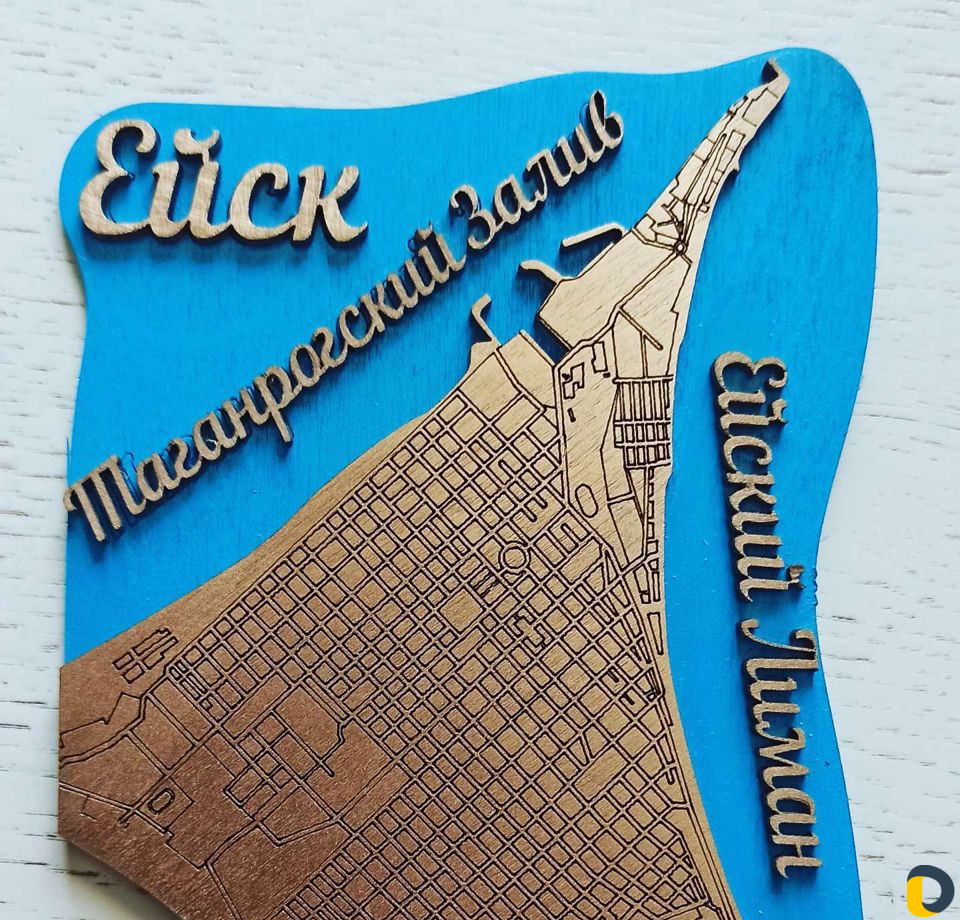 Ейск
Таганрогский Залив
Ейский Лиман